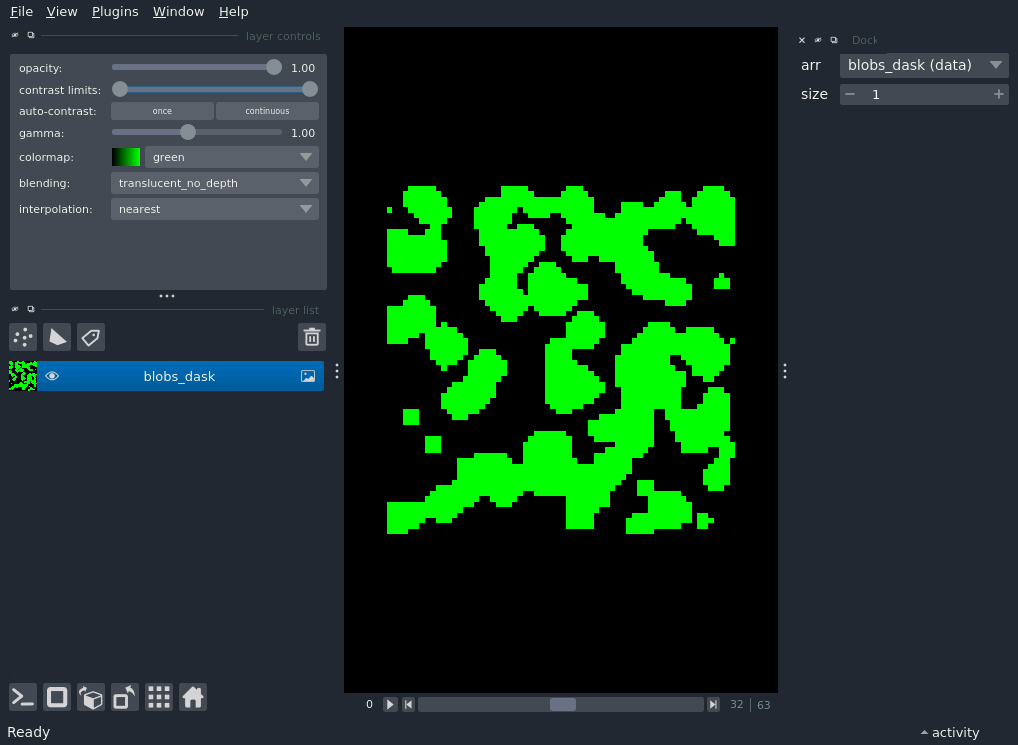 File View Plugins Window Help
layer controls
opacity: 1.00
contrast limits:
auto-contrast: once continuous
gamma: 1.00
colormap: green
blending: translucent_no_depth
interpolation: nearest
layer list
blobs_dask
0 32 63
Ready
Dock
arr blobs_dask (data)
size 1
activity